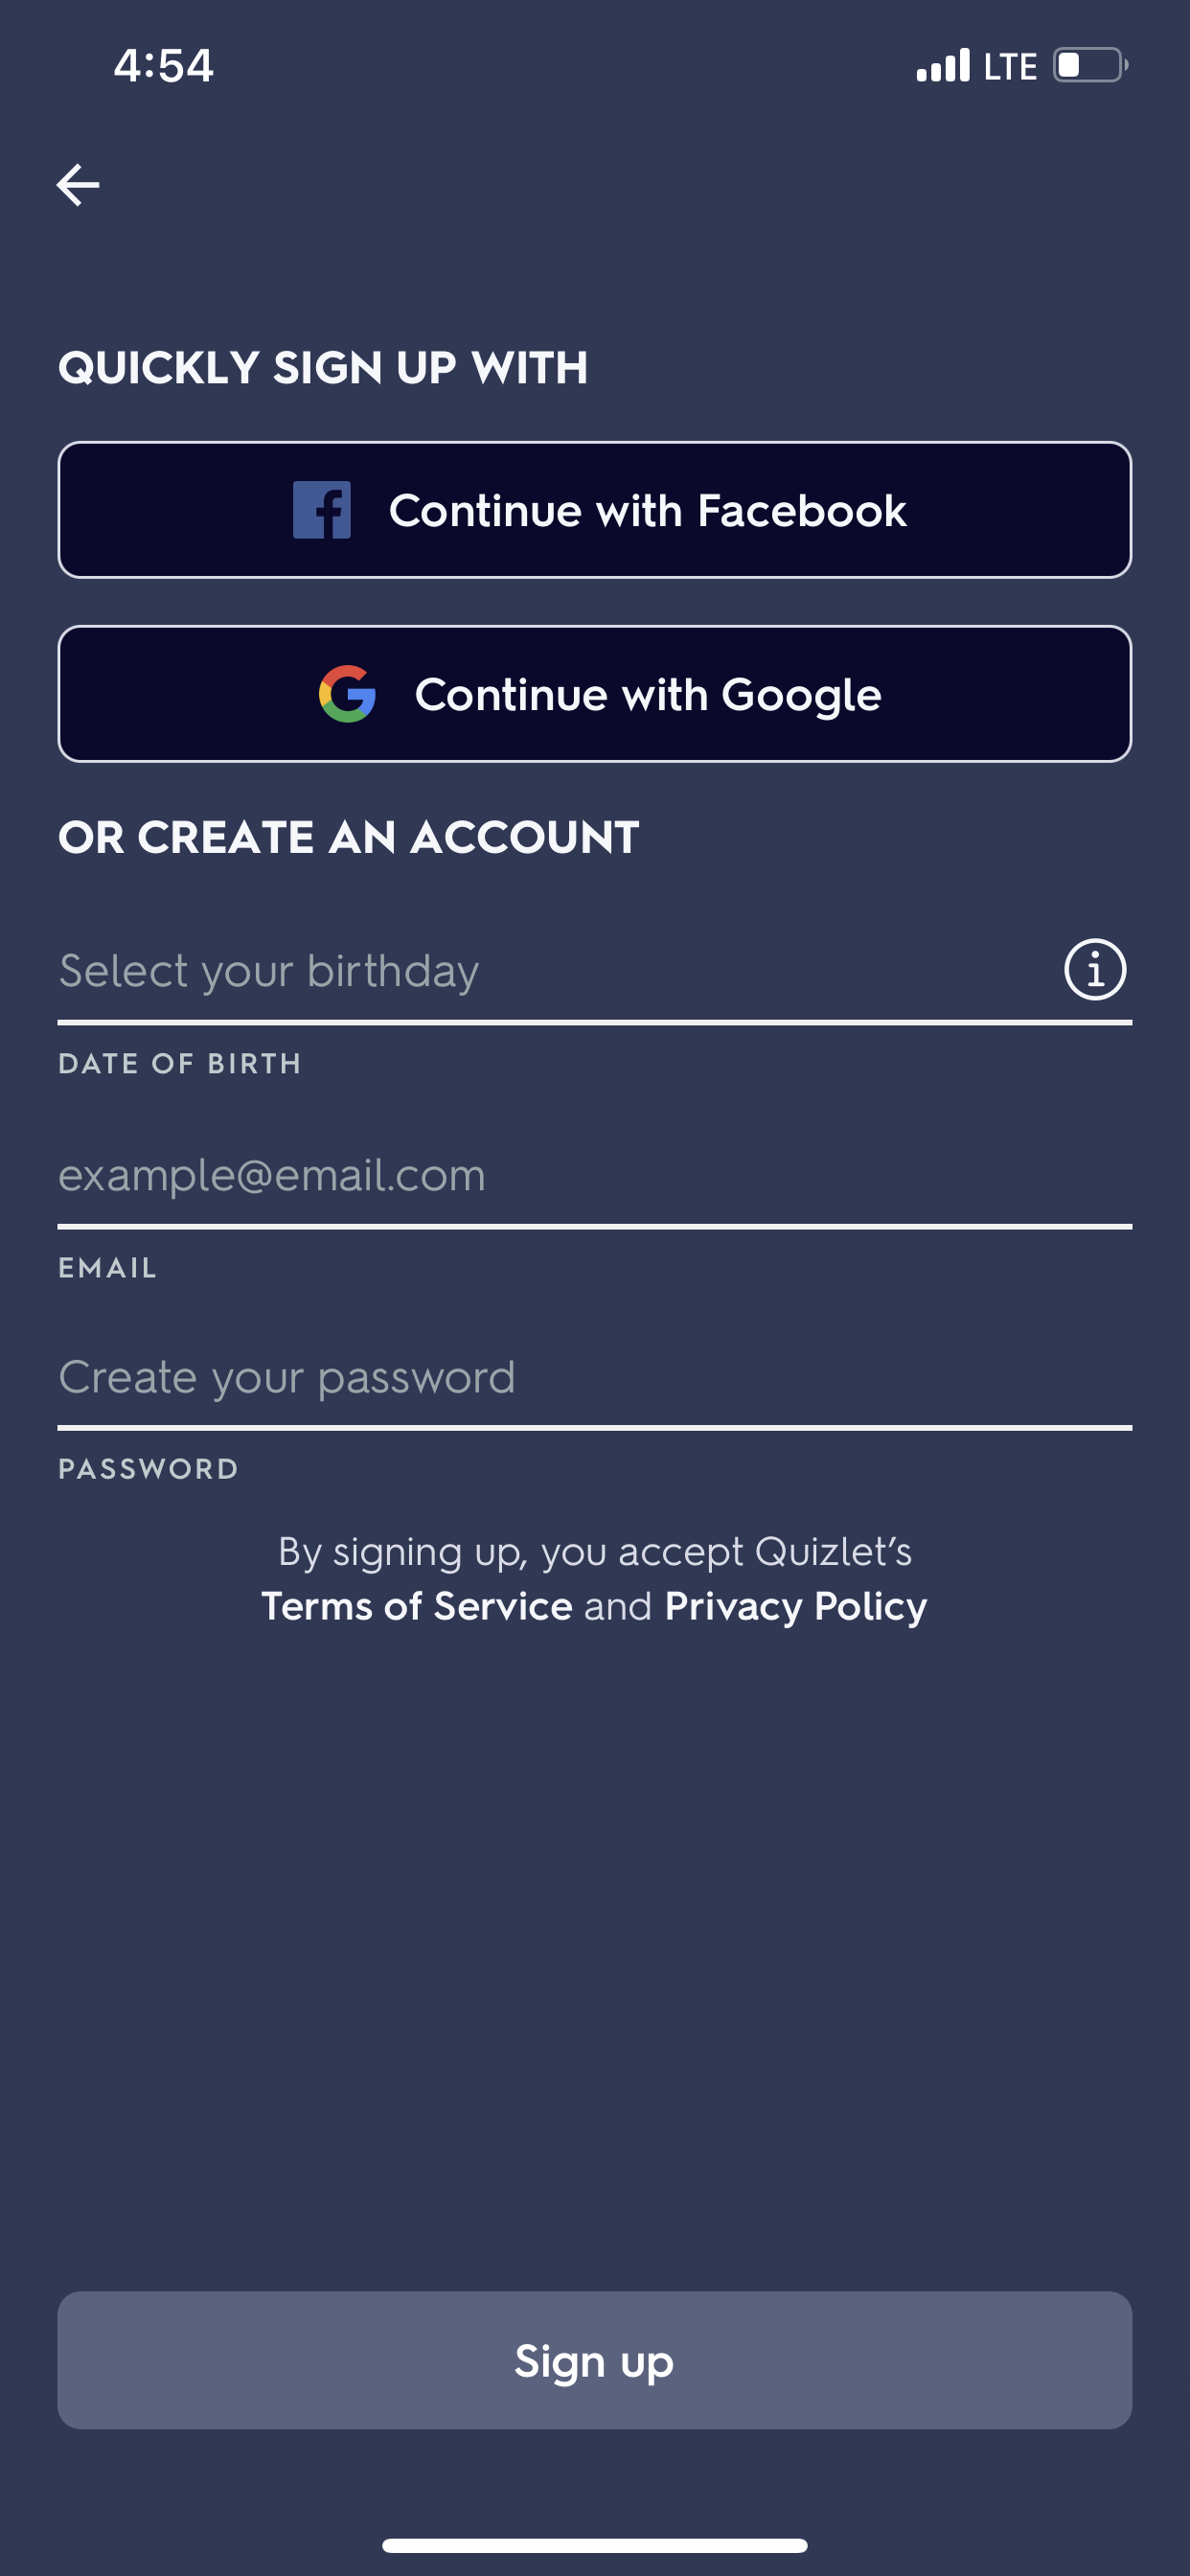 4:54
LTE
QUICKLY SIGN UP WITH
Continue with Facebook
Continue with Google
OR CREATE AN ACCOUNT
Select your birthday
DATE OF BIRTH
example@email.com
EMAIL
Create your password
PASSWORD
By signing up, you accept Quizlet’s
Terms of Service and Privacy Policy
Sign up